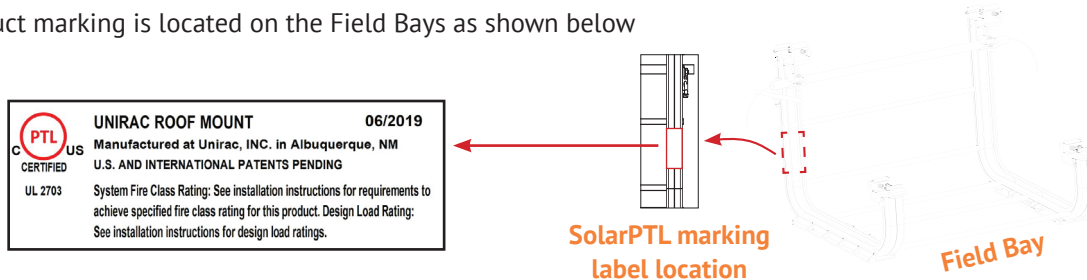 uct marking is located on the Field Bays as shown below
UNIRAC ROOF MOUNT 06/2019
C PTL US
Manufactured at Unirac, INC. in Albuquerque, NM
CERTIFIED
U.S. AND INTERNATIONAL PATENTS PENDING
UL 2703
System Fire Class Rating: See installation instructions for requirements to
achieve specified fire class rating for this product. Design Load Rating:
See installation instructions for design load ratings.
SolarPTL marking
label location
Field Bay